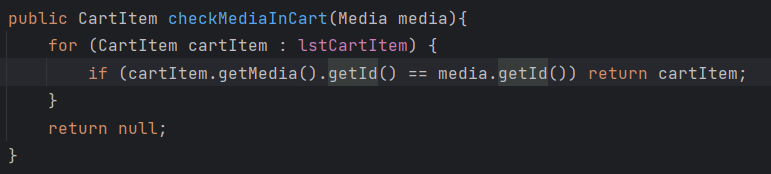 public CartItem checkMediaInCart(Media media){
    for (CartItem cartItem : lstCartItem) {
        if (cartItem.getMedia().getId() == media.getId()) return cartItem;
    }
    return null;
}